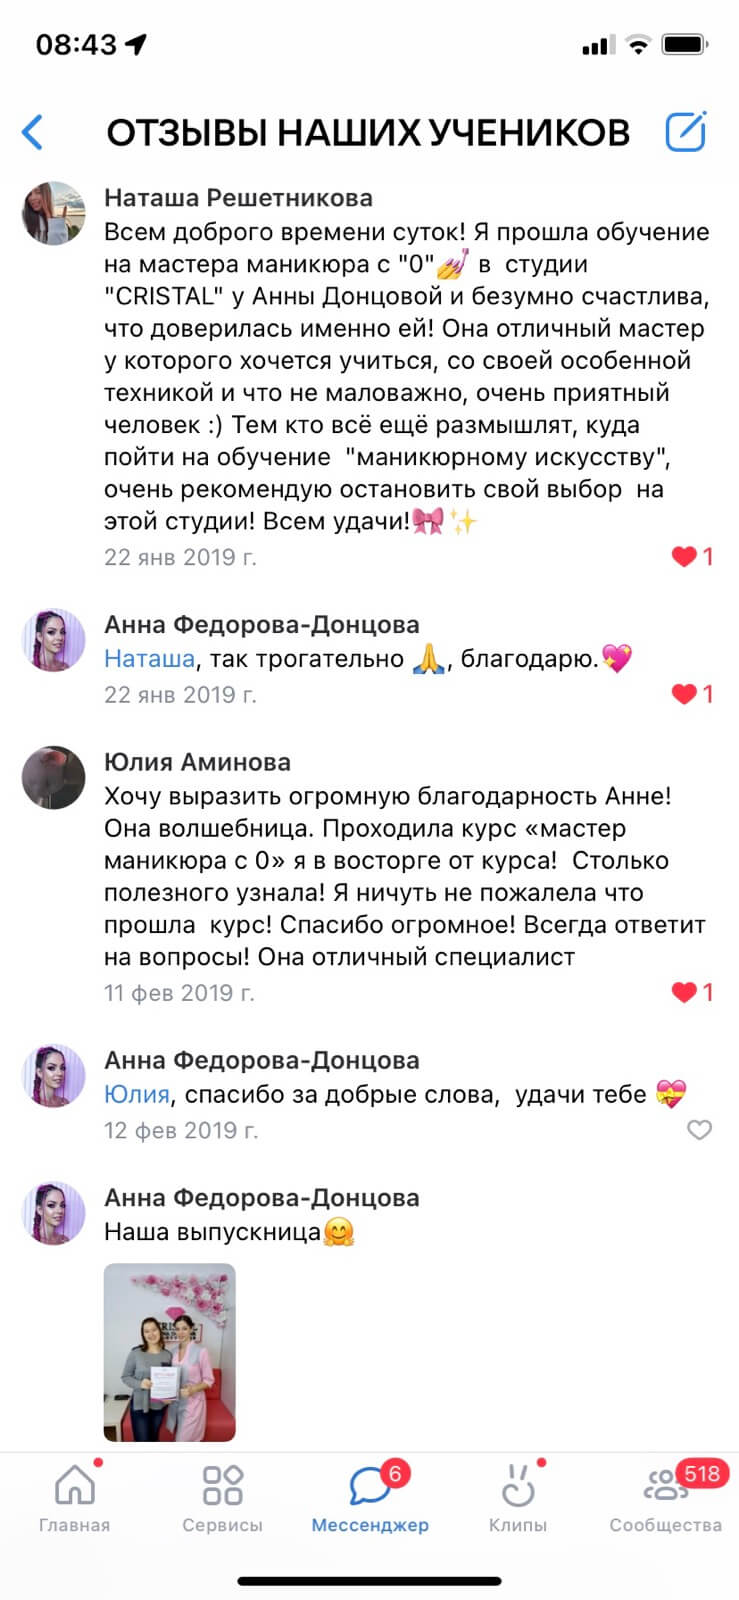 08:43
ОТЗЫВЫ НАШИХ УЧЕНИКОВ
Наташа Решетникова
Всем доброго времени суток! Я прошла обучение
на мастера маникюра с "0"💅 в студии
"CRISTAL" у Анны Донцовой и безумно счастлива,
что доверилась именно ей! Она отличный мастер
у которого хочется учиться, со своей особенной
техникой и что не маловажно, очень приятный
человек :) Тем кто всё ещё размышлят, куда
пойти на обучение "маникюрному искусству",
очень рекомендую остановить свой выбор на
этой студии! Всем удачи!🎀✨
22 янв 2019 г.
1
Анна Федорова-Донцова
Наташа, так трогательно 🙏, благодарю.💖
22 янв 2019 г.
1
Юлия Аминова
Хочу выразить огромную благодарность Анне!
Она волшебница. Проходила курс «мастер
маникюра с 0» я в восторге от курса! Столько
полезного узнала! Я ничуть не пожалела что
прошла курс! Спасибо огромное! Всегда ответит
на вопросы! Она отличный специалист
11 фев 2019 г.
1
Анна Федорова-Донцова
Юлия, спасибо за добрые слова, удачи тебе 💝
12 фев 2019 г.
Анна Федорова-Донцова
Наша выпускница🤗
6
518
Главная
Сервисы
Мессенджер
Клипы
Сообщества